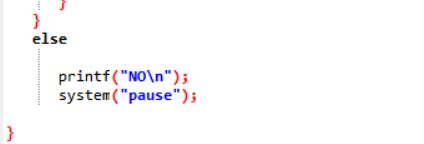 }
}
else
printf("NO\n");
system("pause");
}